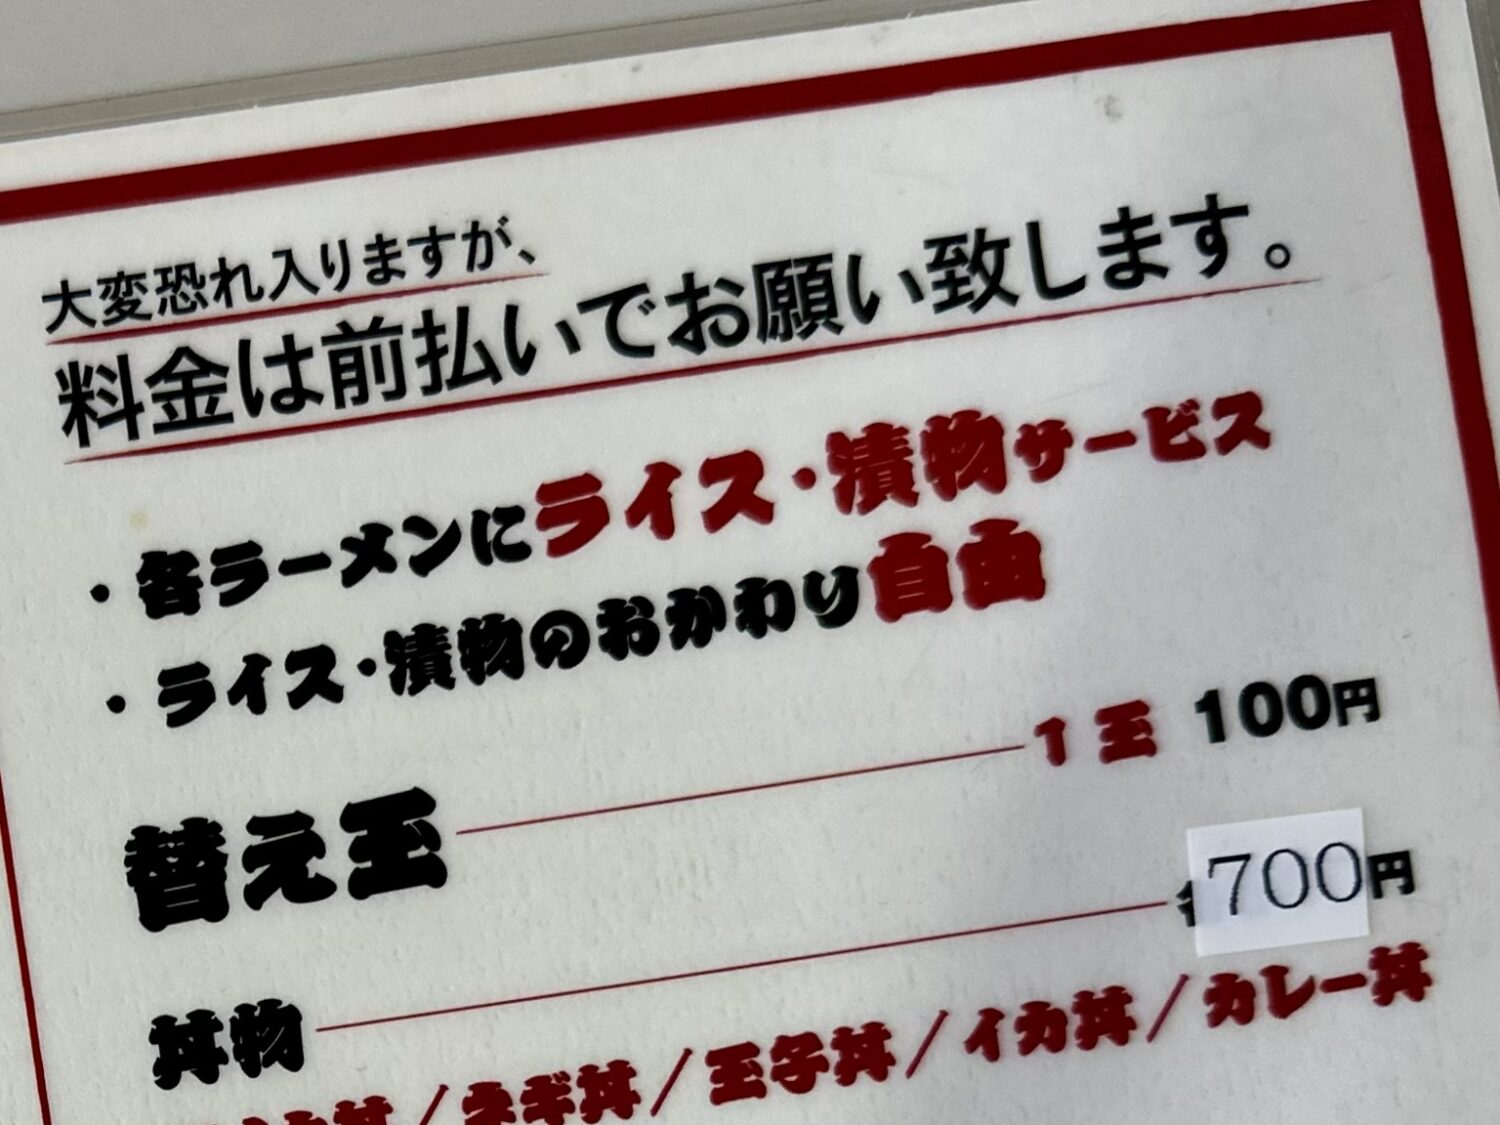 大変恐れ入りますが、
料金は前払いでお願い致します。
・各ラーメンにライス・漬物サービス
・ライス・漬物のおかわり自由
替え玉 1玉 100円
丼物 700円
ネギ丼／玉子丼／イカ丼／カレー丼